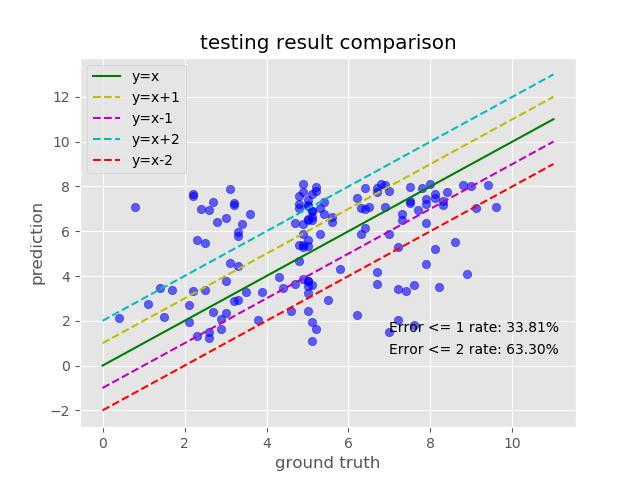 testing result comparison
y=x
y=x+1
y=x-1
y=x+2
y=x-2
12
10
8
6
4
2
0
−2
prediction
Error <= 1 rate: 33.81%
Error <= 2 rate: 63.30%
0 2 4 6 8 10
ground truth